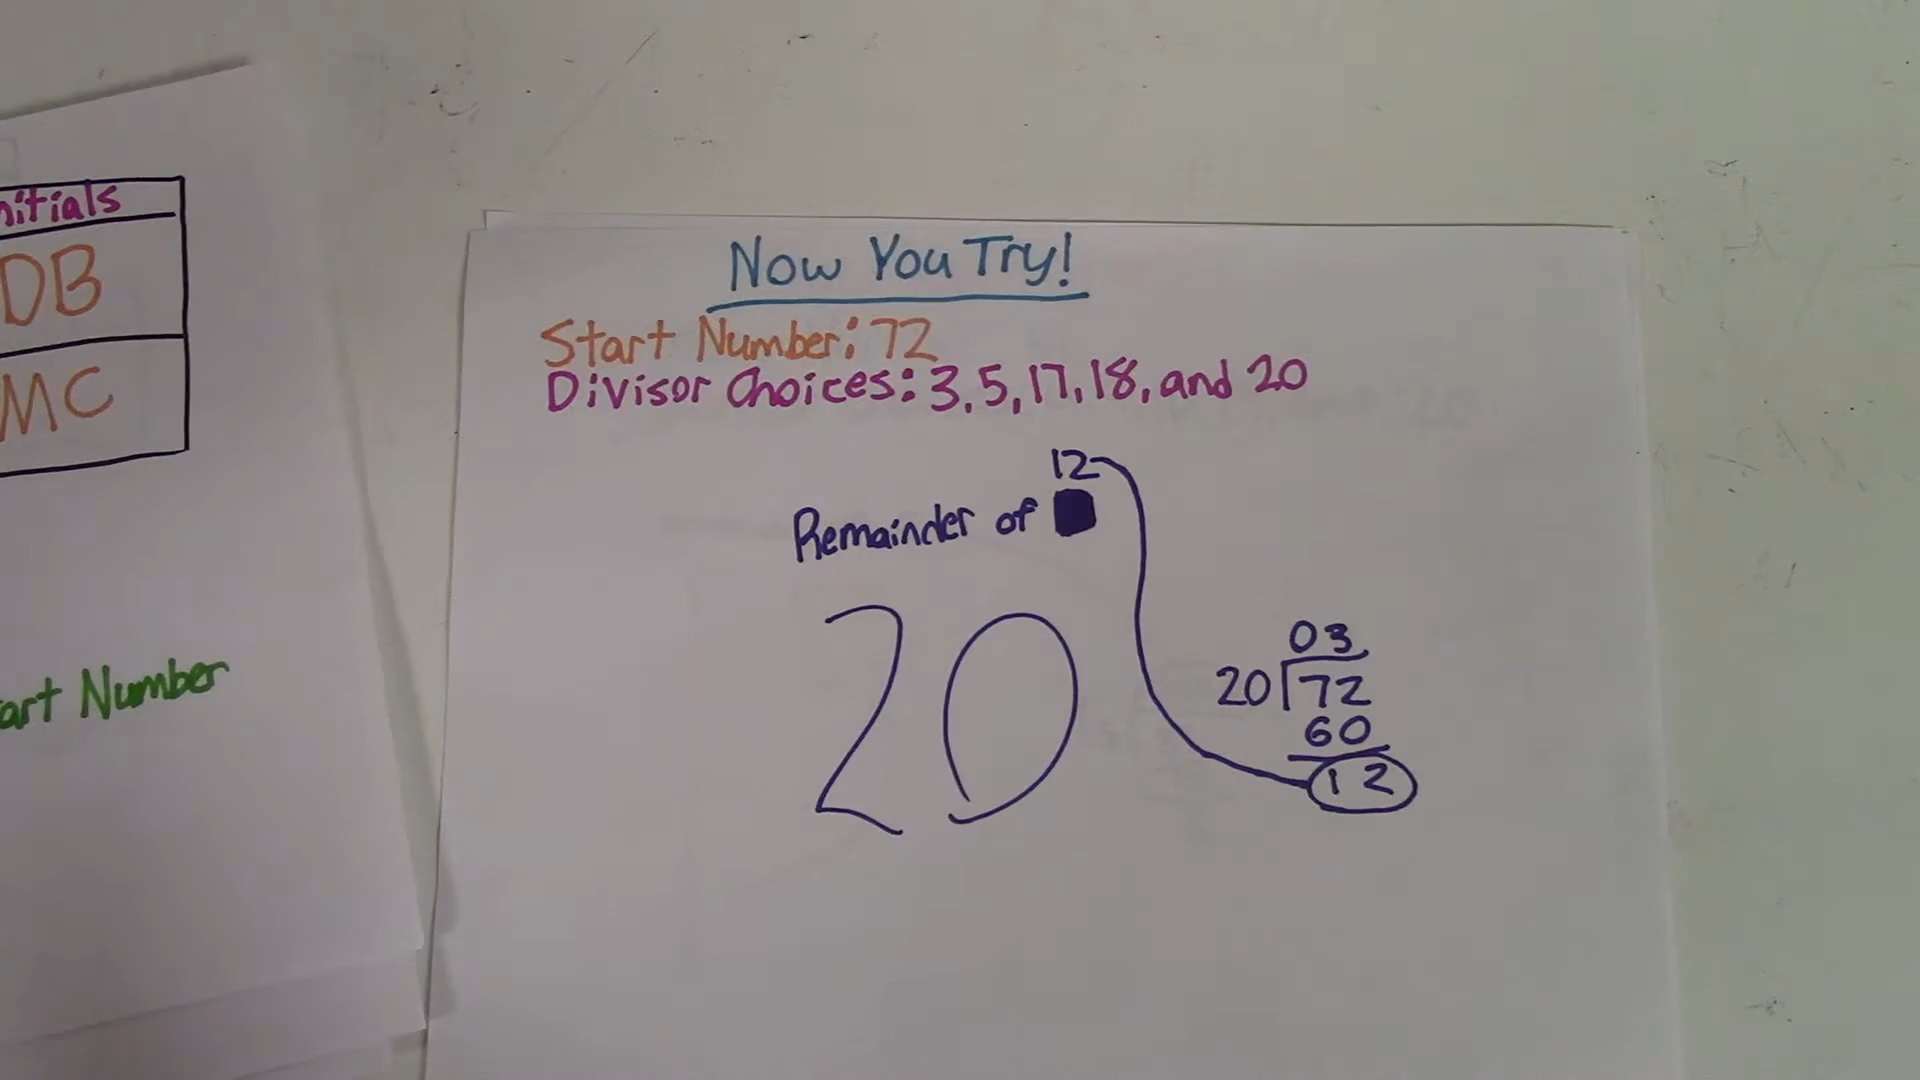 nitials
DB
MC
art Number
Now You Try!
Start Number: 72
Divisor Choices: 3, 5, 17, 18, and 20
12
Remainder of
20
03
20 72
60
12